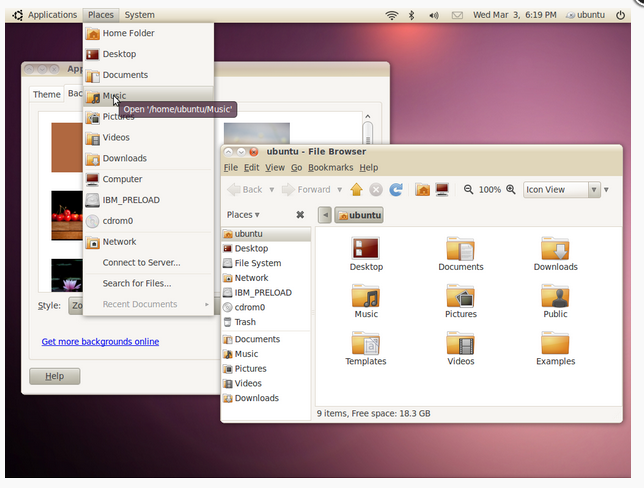 Applications Places System Wed Mar 3, 6:19 PM ubuntu
Home Folder
Desktop
Documents
Music
Open '/home/ubuntu/Music'
Pictures
Videos
Downloads
Computer
IBM_PRELOAD
cdrom0
Network
Connect to Server...
Search for Files...
Recent Documents
App
Theme Bac
Style: Zo
Get more backgrounds online
Help
ubuntu - File Browser
File Edit View Go Bookmarks Help
Back Forward 100% Icon View
Places ubuntu
ubuntu
Desktop
File System
Network
IBM_PRELOAD
cdrom0
Trash
Documents
Music
Pictures
Videos
Downloads
Desktop Documents Downloads
Music Pictures Public
Templates Videos Examples
9 items, Free space: 18.3 GB